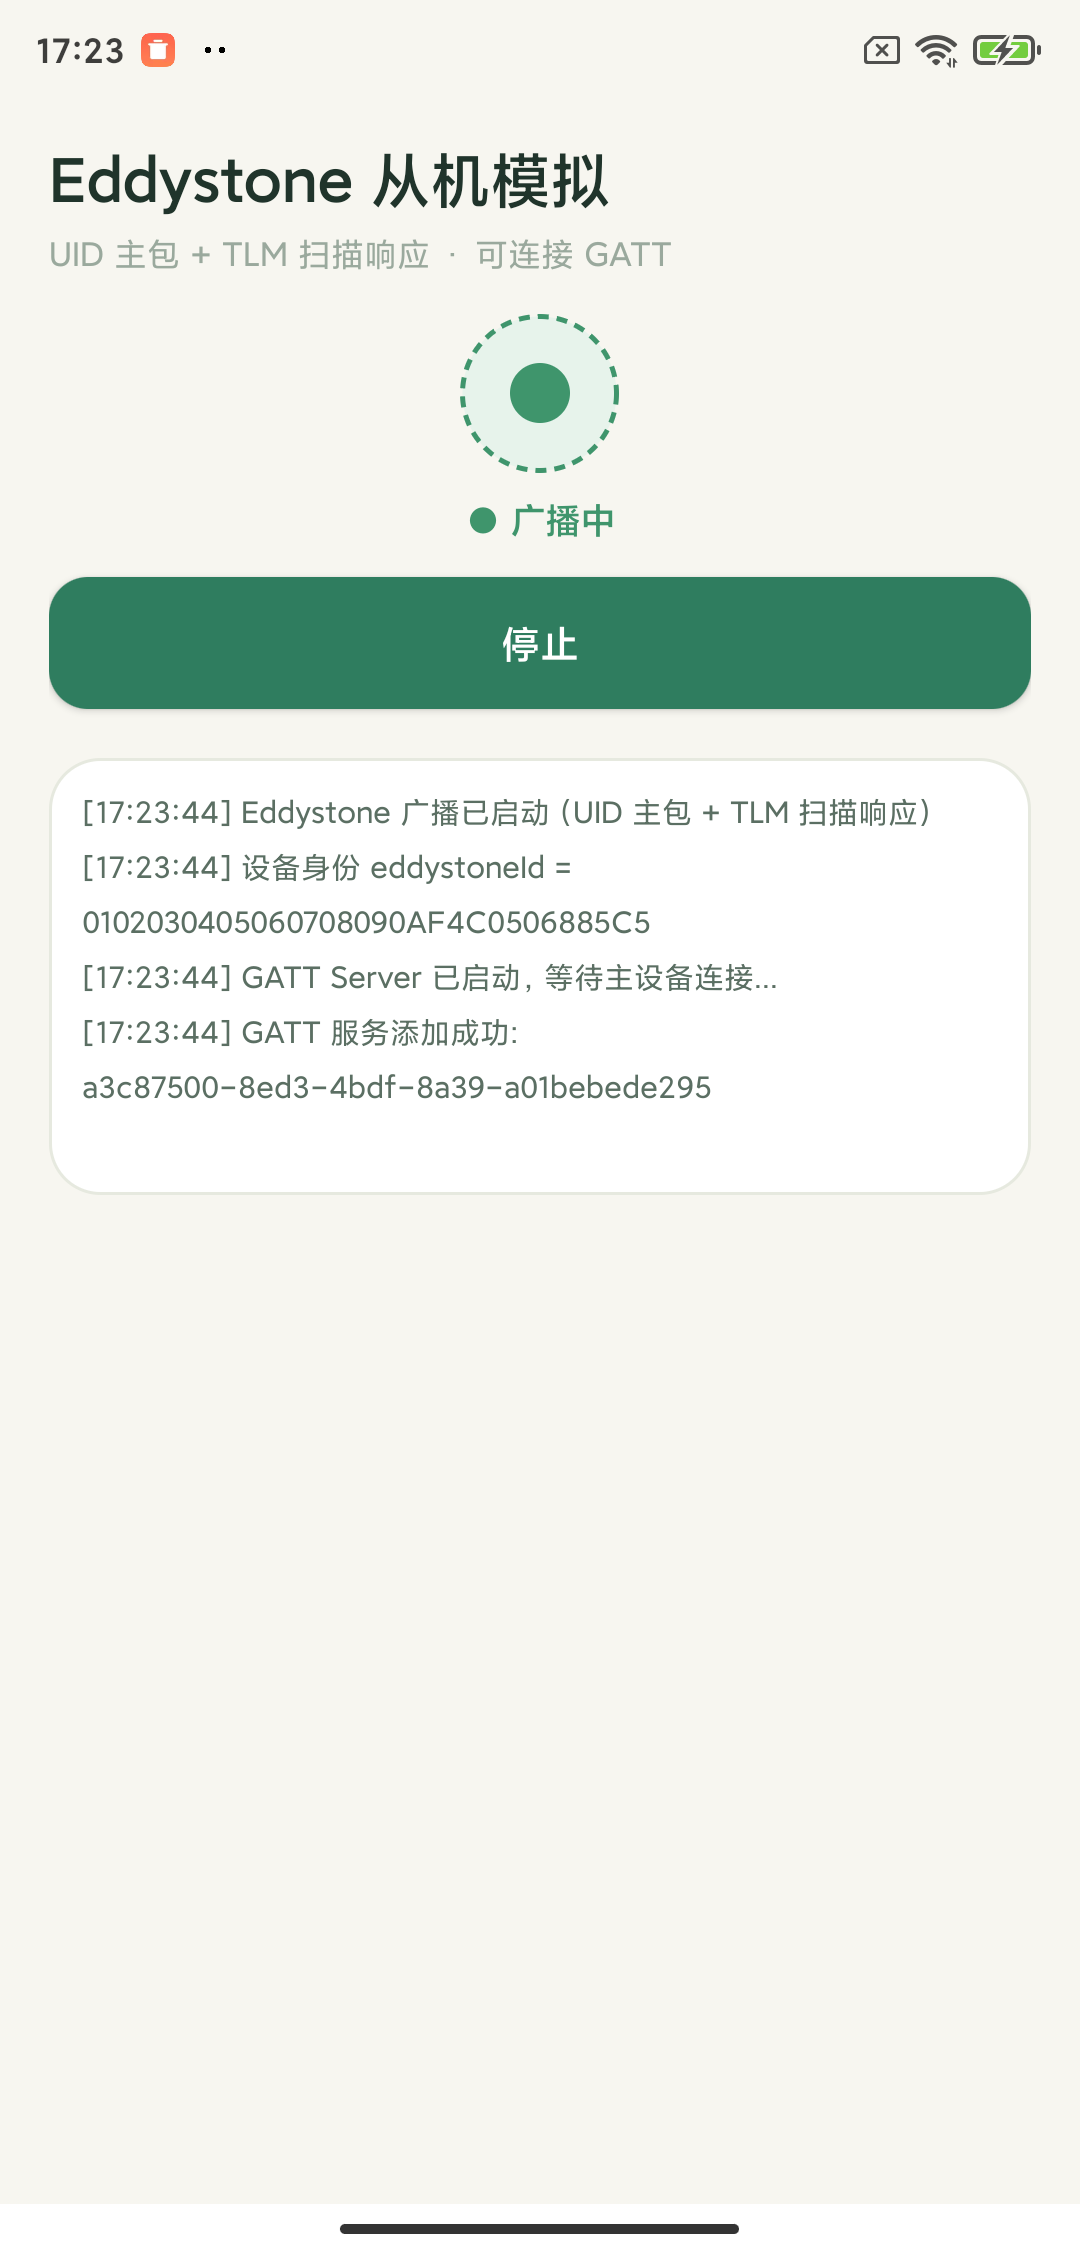 17:23
Eddystone 从机模拟
UID 主包 + TLM 扫描响应 · 可连接 GATT
广播中
停止
[17:23:44] Eddystone 广播已启动（UID 主包 + TLM 扫描响应）
[17:23:44] 设备身份 eddystoneId =
0102030405060708090AF4C0506885C5
[17:23:44] GATT Server 已启动，等待主设备连接...
[17:23:44] GATT 服务添加成功:
a3c87500-8ed3-4bdf-8a39-a01bebede295